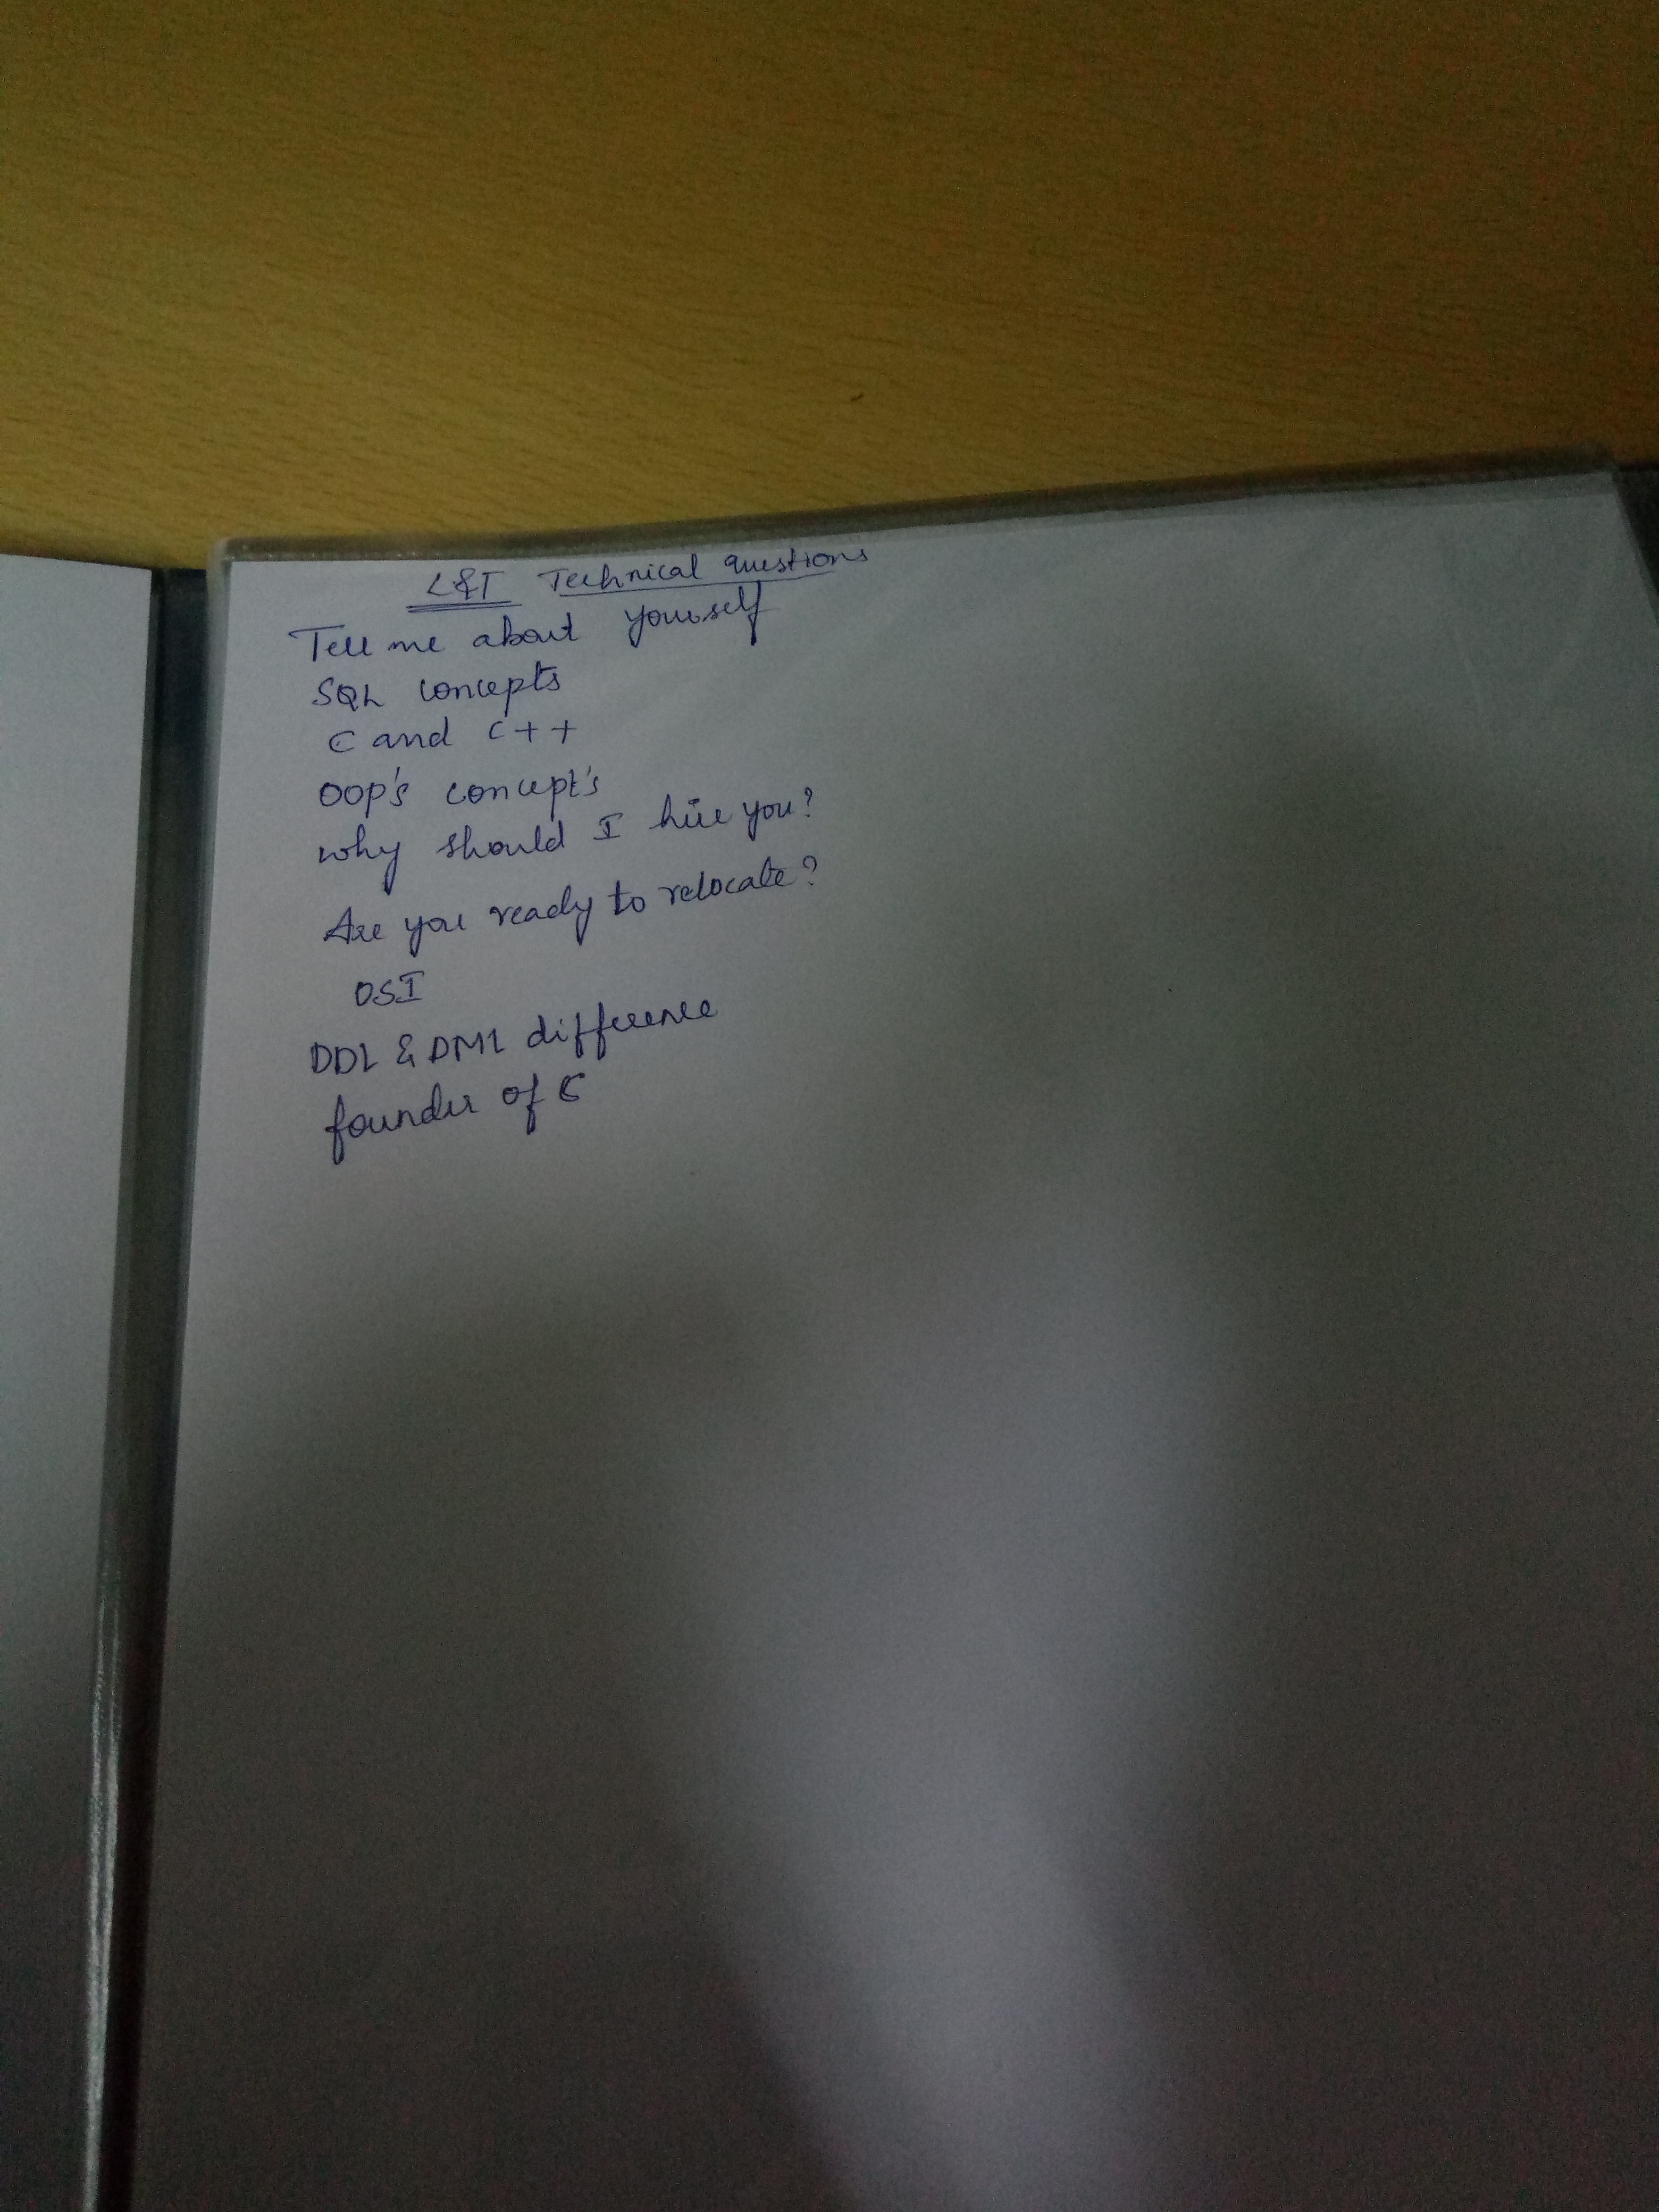 L&T Technical questions
Tell me about yourself
SQL concepts
C and C++
OOP's concept's
why should I hire you?
Are you ready to relocate?
OSI
DDL & DML difference
founder of C